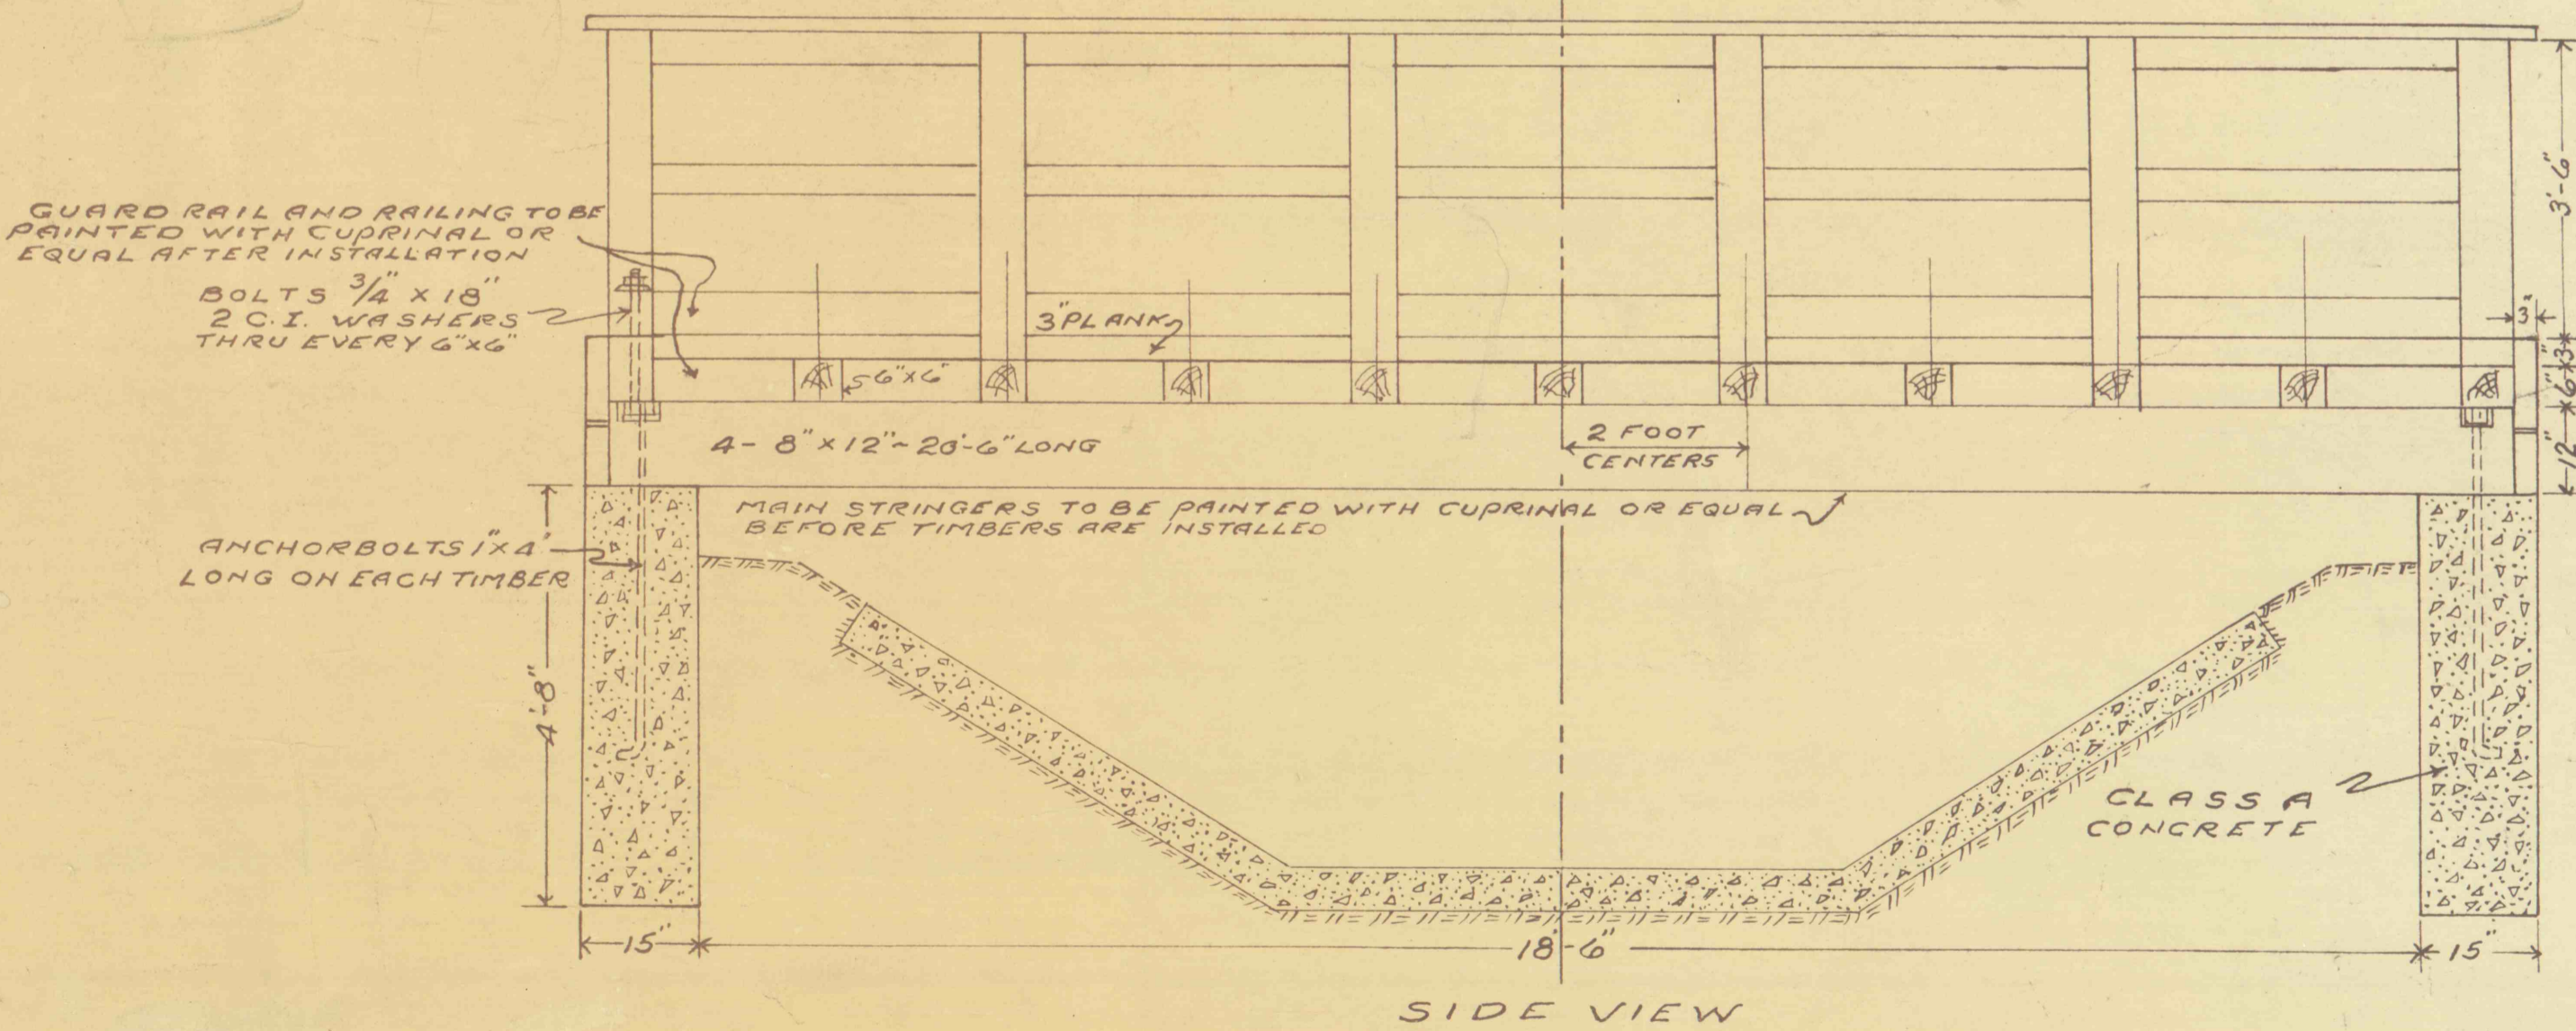 GUARD RAIL AND RAILING TO BE
PAINTED WITH CUPRINAL OR
EQUAL AFTER INSTALLATION
BOLTS 3/4" X 18"
2 C.I. WASHERS
THRU EVERY 6"X6"
3" PLANK
6"X6"
4- 8" X 12" ~ 20'-6" LONG
2 FOOT
CENTERS
MAIN STRINGERS TO BE PAINTED WITH CUPRINAL OR EQUAL
BEFORE TIMBERS ARE INSTALLED
ANCHORBOLTS 1"X4'
LONG ON EACH TIMBER
4'-8"
3'-6"
3"
3"
6"
12"
CLASS A
CONCRETE
15"
18'-6"
15"
SIDE VIEW